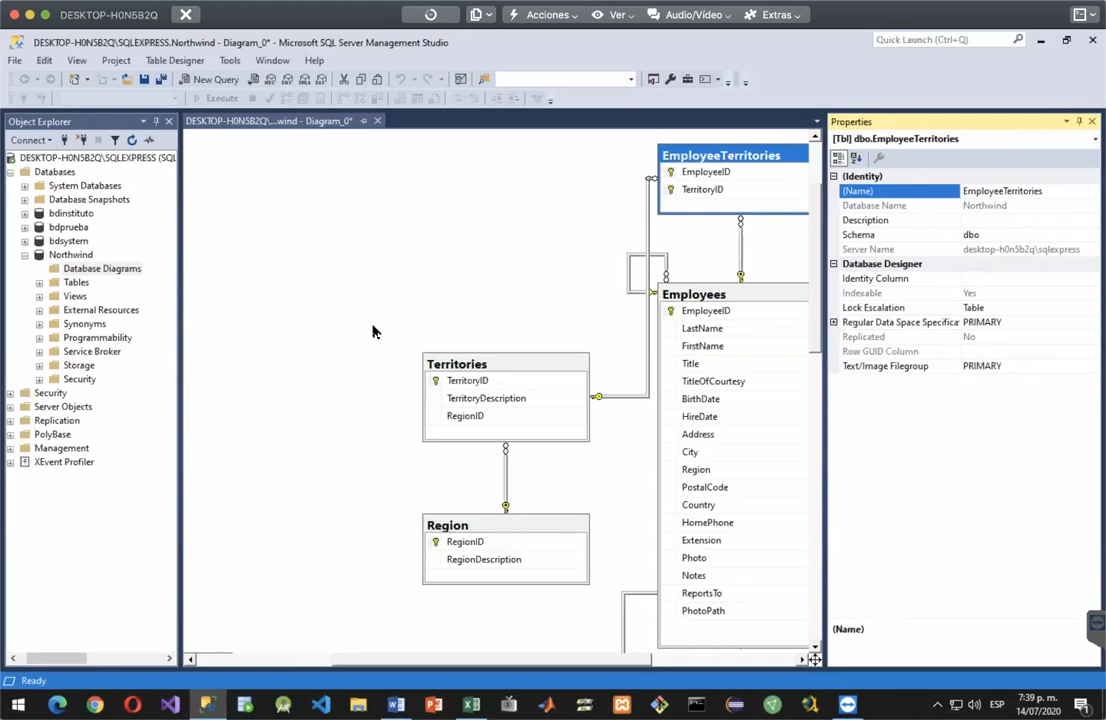 DESKTOP-H0N5B2Q
Acciones
Ver
Audio/Vídeo
Extras
DESKTOP-H0N5B2Q\SQLEXPRESS.Northwind - Diagram_0* - Microsoft SQL Server Management Studio
Quick Launch (Ctrl+Q)
File Edit View Project Table Designer Tools Window Help
New Query
Execute
Object Explorer
DESKTOP-H0N5B2Q\...wind - Diagram_0*
Properties
Connect
[Tbl] dbo.EmployeeTerritories
DESKTOP-H0N5B2Q\SQLEXPRESS (SQL
Databases
System Databases
Database Snapshots
bdinstituto
bdprueba
bdsystem
Northwind
Database Diagrams
Tables
Views
External Resources
Synonyms
Programmability
Service Broker
Storage
Security
Security
Server Objects
Replication
PolyBase
Management
XEvent Profiler
EmployeeTerritories
EmployeeID
TerritoryID
Employees
EmployeeID
LastName
FirstName
Title
TitleOfCourtesy
BirthDate
HireDate
Address
City
Region
PostalCode
Country
HomePhone
Extension
Photo
Notes
ReportsTo
PhotoPath
Territories
TerritoryID
TerritoryDescription
RegionID
Region
RegionID
RegionDescription
(Identity)
(Name) EmployeeTerritories
Database Name Northwind
Description
Schema dbo
Server Name desktop-h0n5b2q\sqlexpress
Database Designer
Identity Column
Indexable Yes
Lock Escalation Table
Regular Data Space Specificat PRIMARY
Replicated No
Row GUID Column
Text/Image Filegroup PRIMARY
(Name)
Ready
ESP
7:39 p. m.
14/07/2020